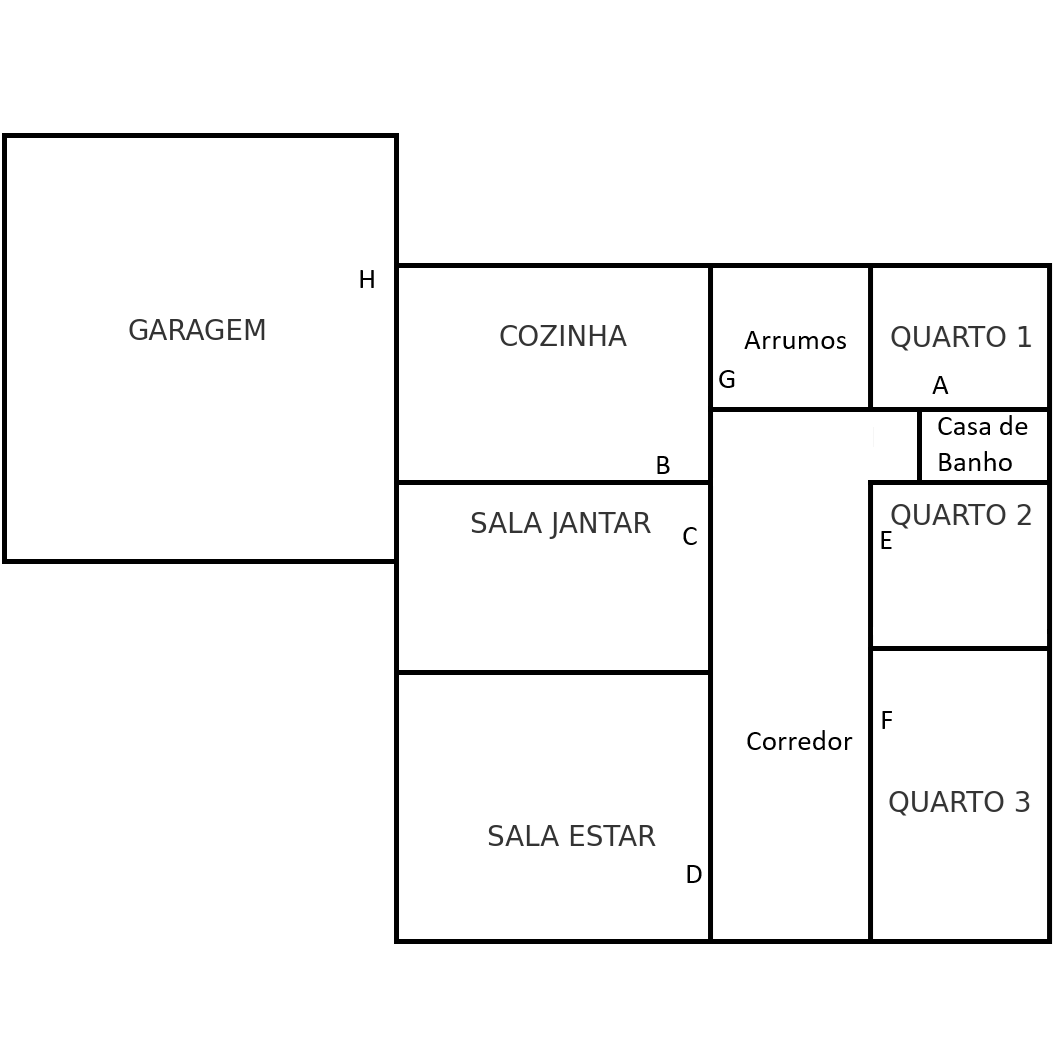 H
GARAGEM
COZINHA
Arrumos
QUARTO 1
G
A
Casa de
Banho
B
SALA JANTAR
C
QUARTO 2
E
F
Corredor
QUARTO 3
SALA ESTAR
D